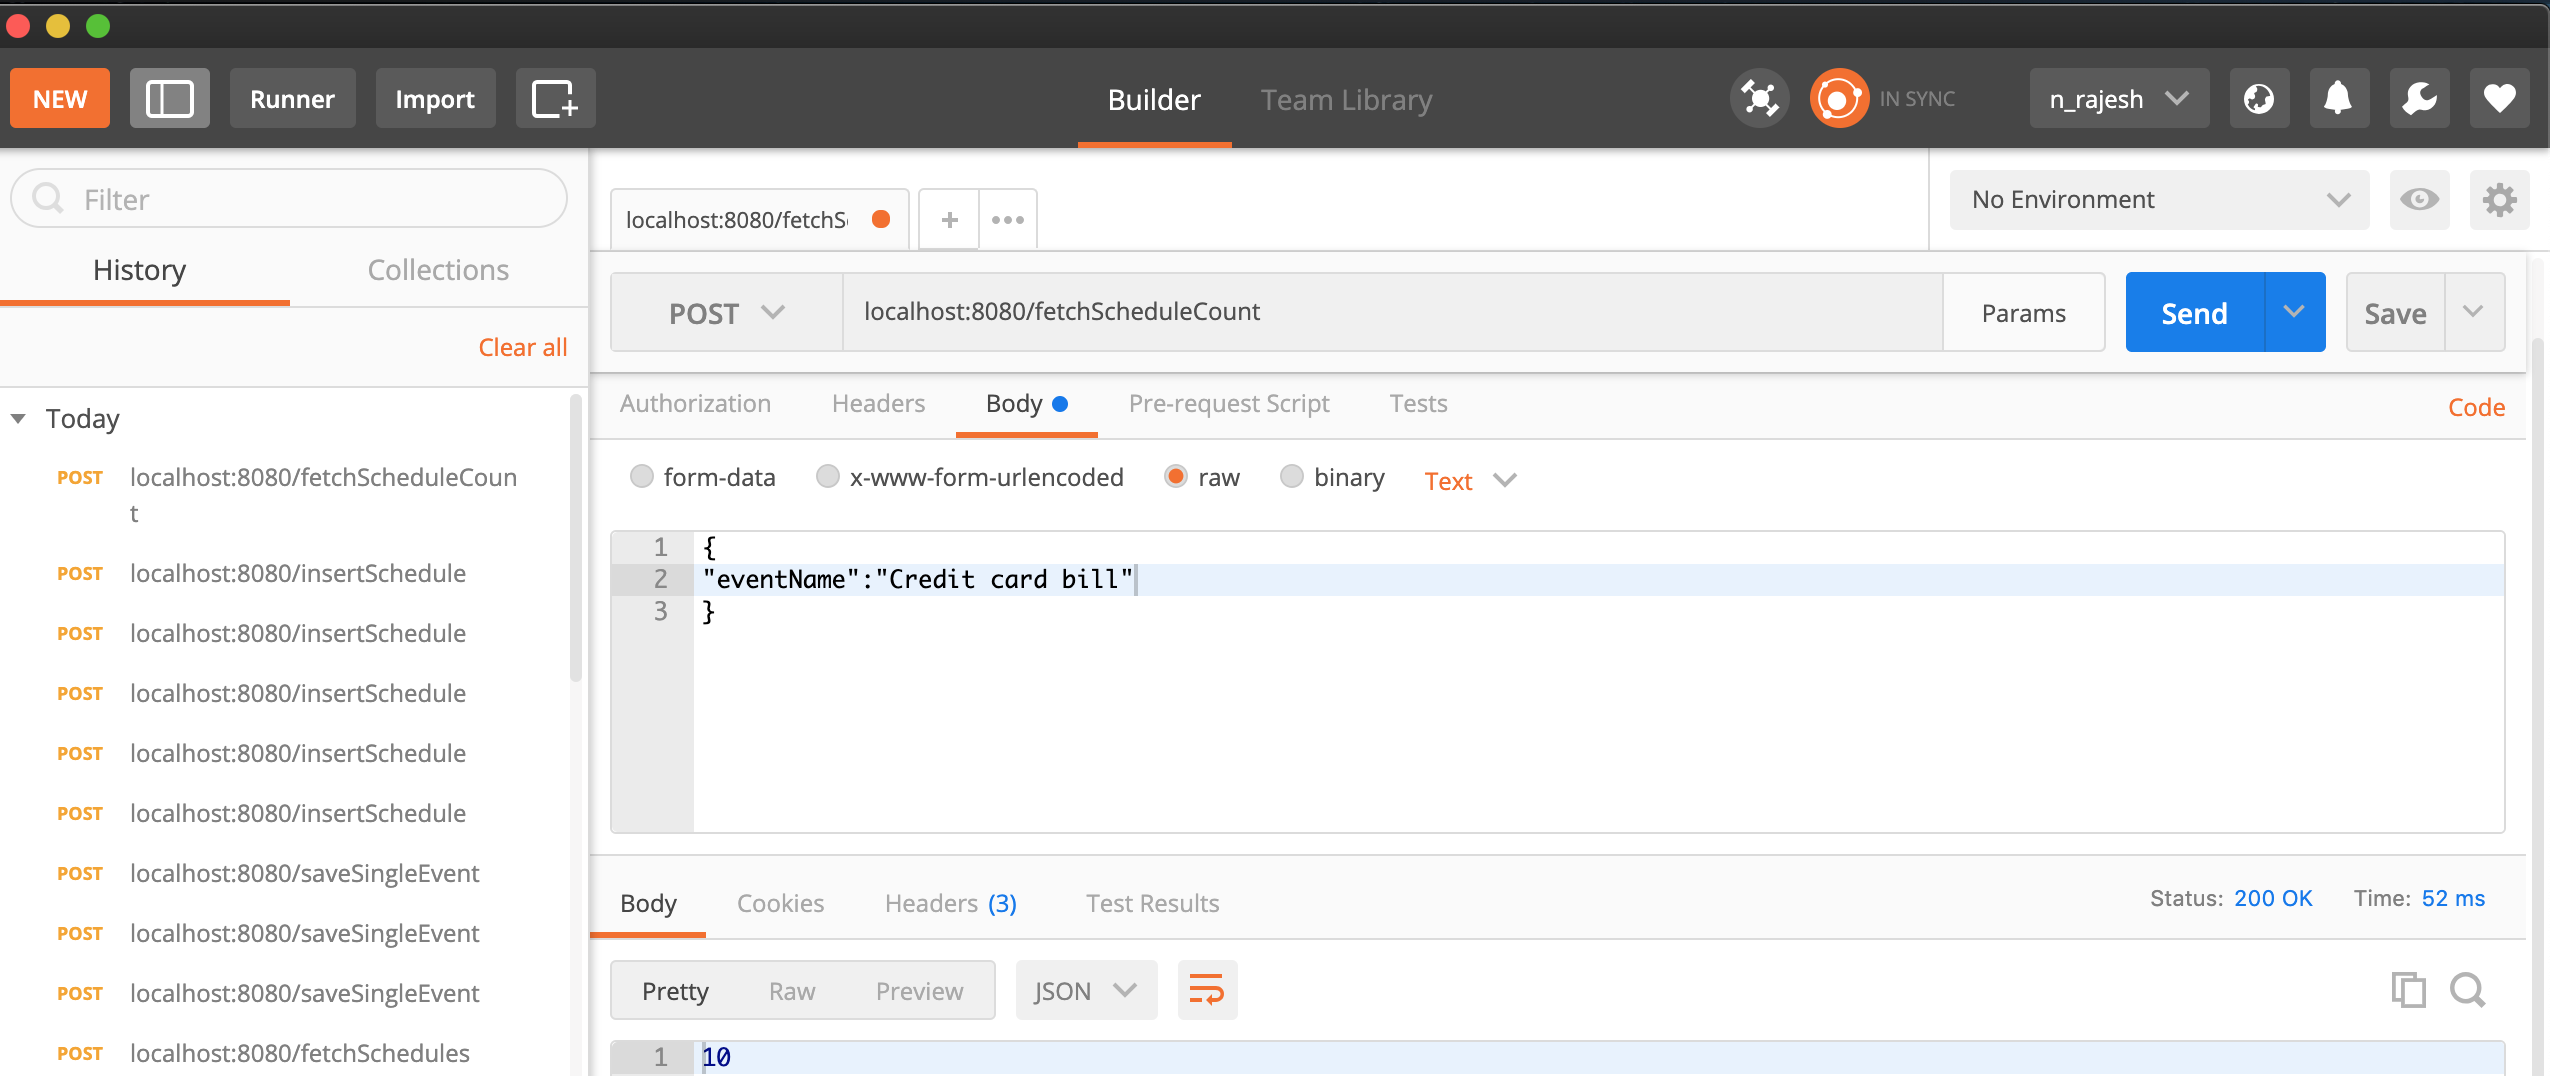 NEW Runner Import Builder Team Library IN SYNC n_rajesh
Filter
localhost:8080/fetchS + ••• No Environment
History Collections
POST localhost:8080/fetchScheduleCount Params Send Save
Clear all
Authorization Headers Body Pre-request Script Tests Code
Today
form-data x-www-form-urlencoded raw binary Text
POST localhost:8080/fetchScheduleCoun
t
POST localhost:8080/insertSchedule
POST localhost:8080/insertSchedule
POST localhost:8080/insertSchedule
POST localhost:8080/insertSchedule
POST localhost:8080/insertSchedule
POST localhost:8080/saveSingleEvent
POST localhost:8080/saveSingleEvent
POST localhost:8080/saveSingleEvent
POST localhost:8080/fetchSchedules
1 {
2 "eventName":"Credit card bill"
3 }
Body Cookies Headers (3) Test Results Status: 200 OK Time: 52 ms
Pretty Raw Preview JSON
1 10